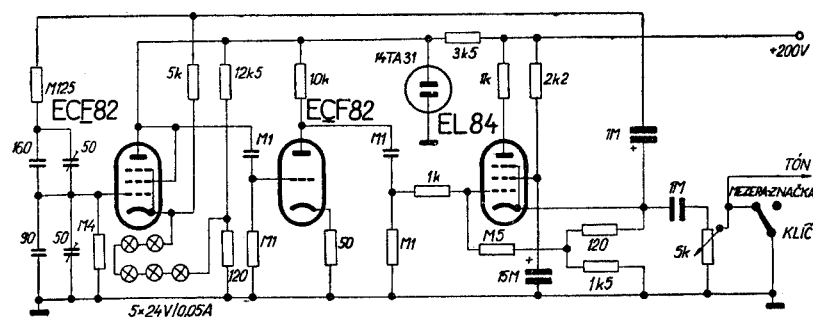 M125
ECF82
5k
12k5
10k
ECF82
14TA31
3k5
EL84
1k
2k2
+200V
160
50
90
50
M4
M1
M1
120
50
M1
M1
1k
M5
15M
+
1M
+
1M
120
1k5
5k
TÓN
MEZERA-ZNAČKA
KLÍČ
5×24V/0,05A